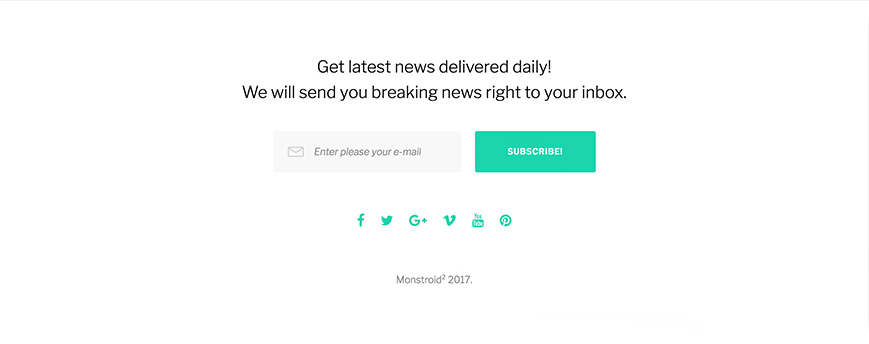 Get latest news delivered daily!
We will send you breaking news right to your inbox.
Enter please your e-mail
SUBSCRIBE!
You Tube
Monstroid² 2017.